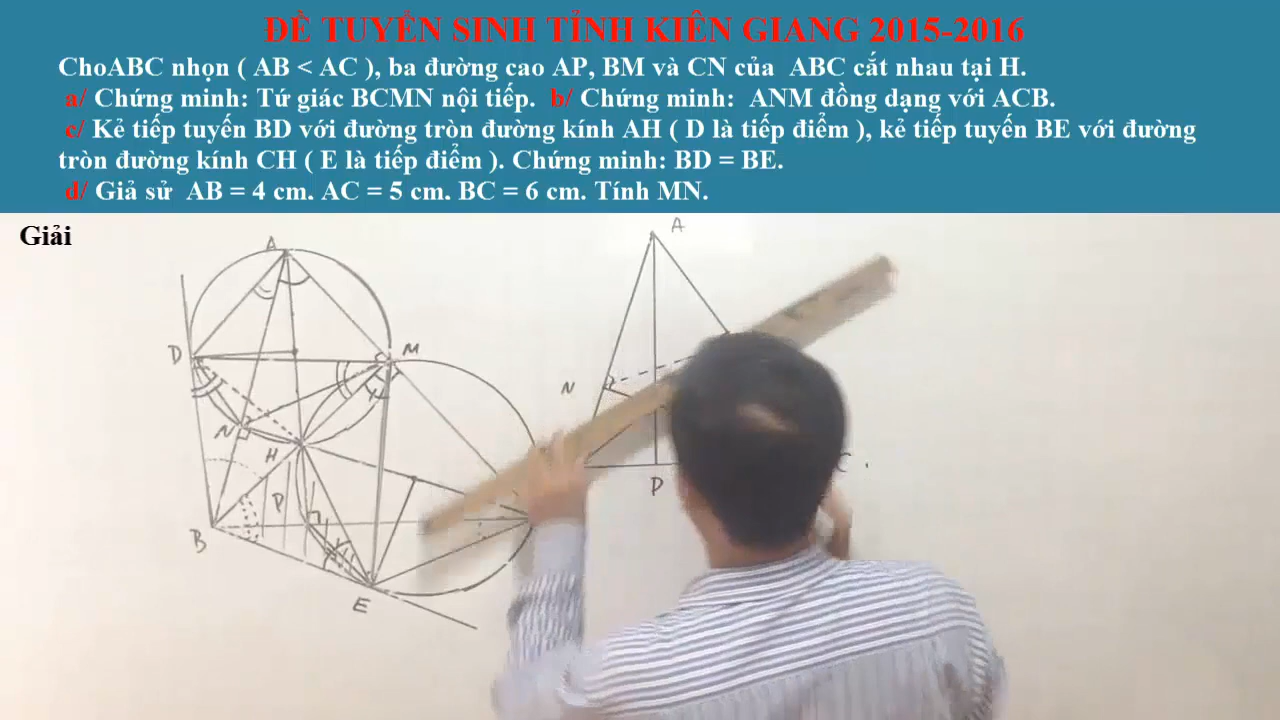 ĐỀ TUYỂN SINH TỈNH KIÊN GIANG 2015-2016
ChoABC nhọn ( AB < AC ), ba đường cao AP, BM và CN của ABC cắt nhau tại H.
a/ Chứng minh: Tứ giác BCMN nội tiếp. b/ Chứng minh: ANM đồng dạng với ACB.
c/ Kẻ tiếp tuyến BD với đường tròn đường kính AH ( D là tiếp điểm ), kẻ tiếp tuyến BE với đường
tròn đường kính CH ( E là tiếp điểm ). Chứng minh: BD = BE.
d/ Giả sử AB = 4 cm. AC = 5 cm. BC = 6 cm. Tính MN.
Giải
A
A
D
M
N
N
H
P
P
C
B
E